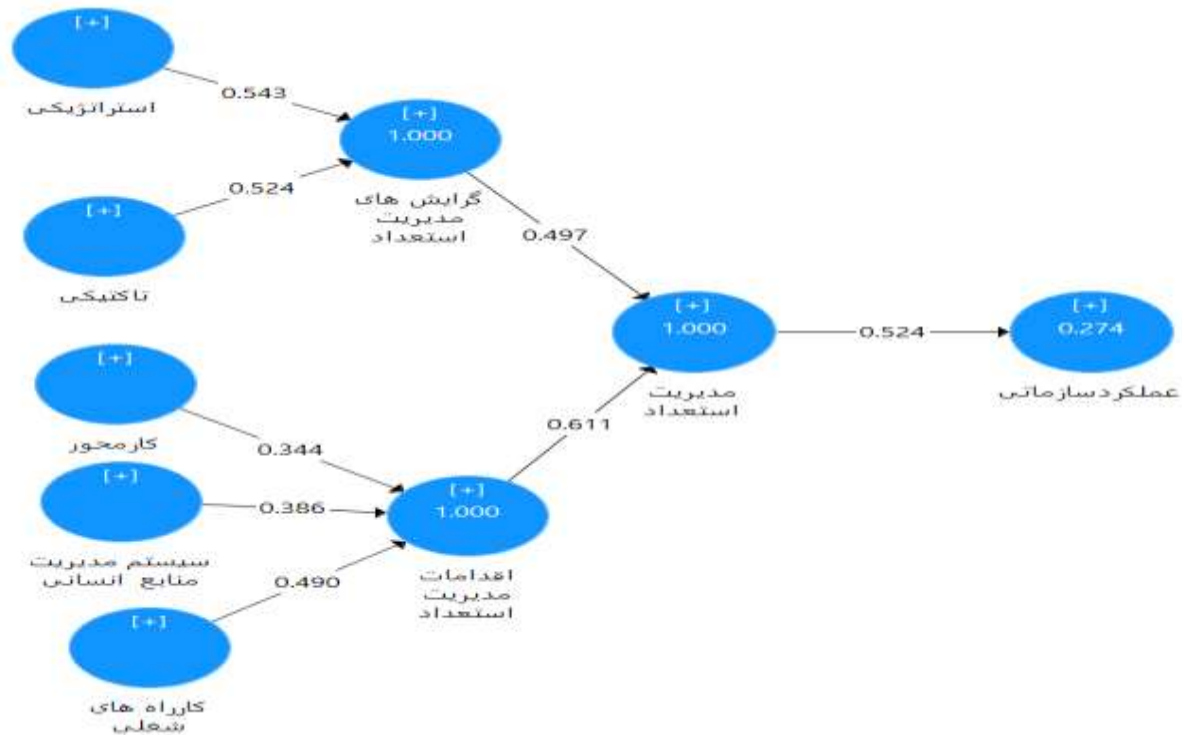 [+]
استراتژیکی
0.543
[+]
1.000
گرایش های
مدیریت
استعداد
[+]
تاکتیکی
0.524
0.497
[+]
1.000
مدیریت
استعداد
0.524
[+]
0.274
عملکردسازمانی
[+]
کارمحور
0.344
0.611
[+]
سیستم مدیریت
منابع انسانی
0.386
[+]
1.000
اقدامات
مدیریت
استعداد
0.490
[+]
کارراه های
شغلی